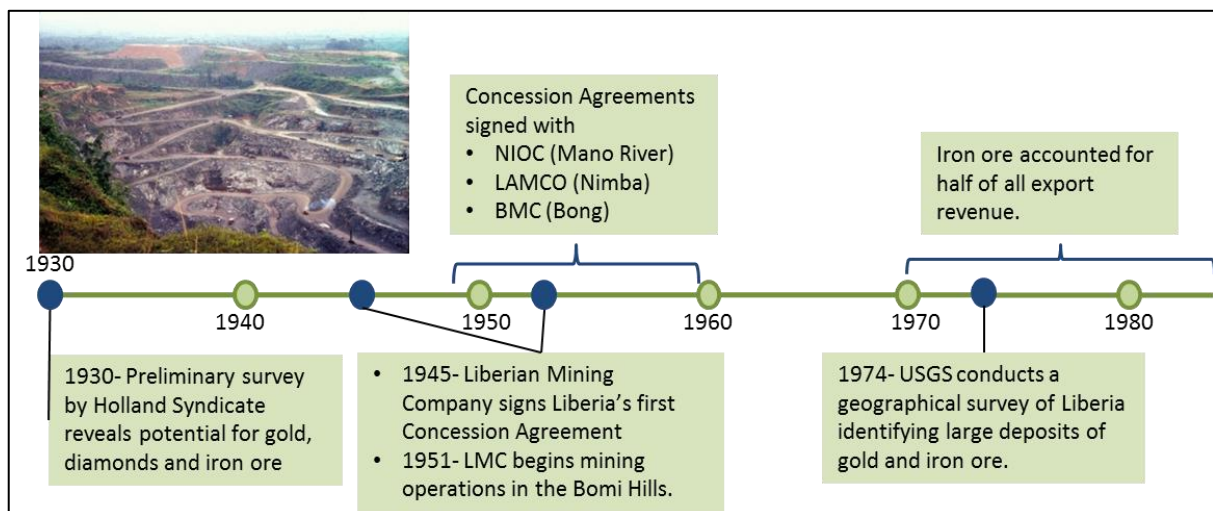 Concession Agreements
signed with
• NIOC (Mano River)
• LAMCO (Nimba)
• BMC (Bong)
Iron ore accounted for
half of all export
revenue.
1930
1940
1950
1960
1970
1980
1930- Preliminary survey
by Holland Syndicate
reveals potential for gold,
diamonds and iron ore
• 1945- Liberian Mining
Company signs Liberia’s first
Concession Agreement
• 1951- LMC begins mining
operations in the Bomi Hills.
1974- USGS conducts a
geographical survey of Liberia
identifying large deposits of
gold and iron ore.